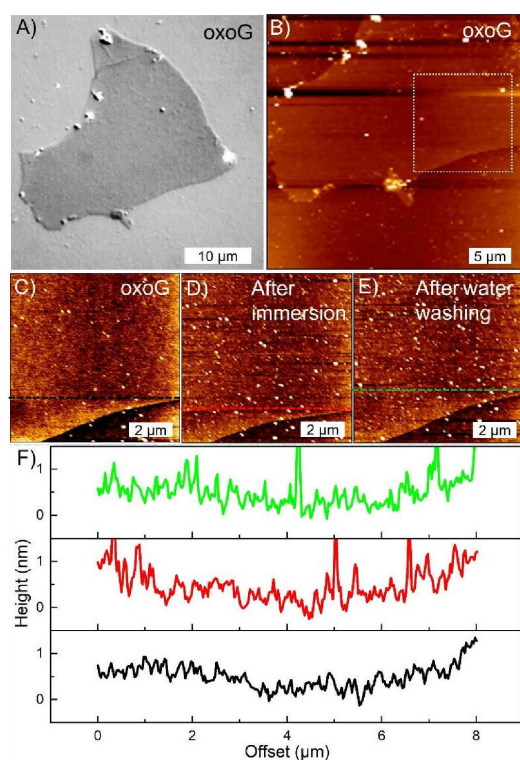 A)
oxoG
10 μm
B)
oxoG
5 μm
C)
oxoG
2 μm
D)
After
immersion
2 μm
E)
After water
washing
2 μm
F)
Height (nm)
1
0
1
0
1
0
0
2
4
6
8
Offset (μm)